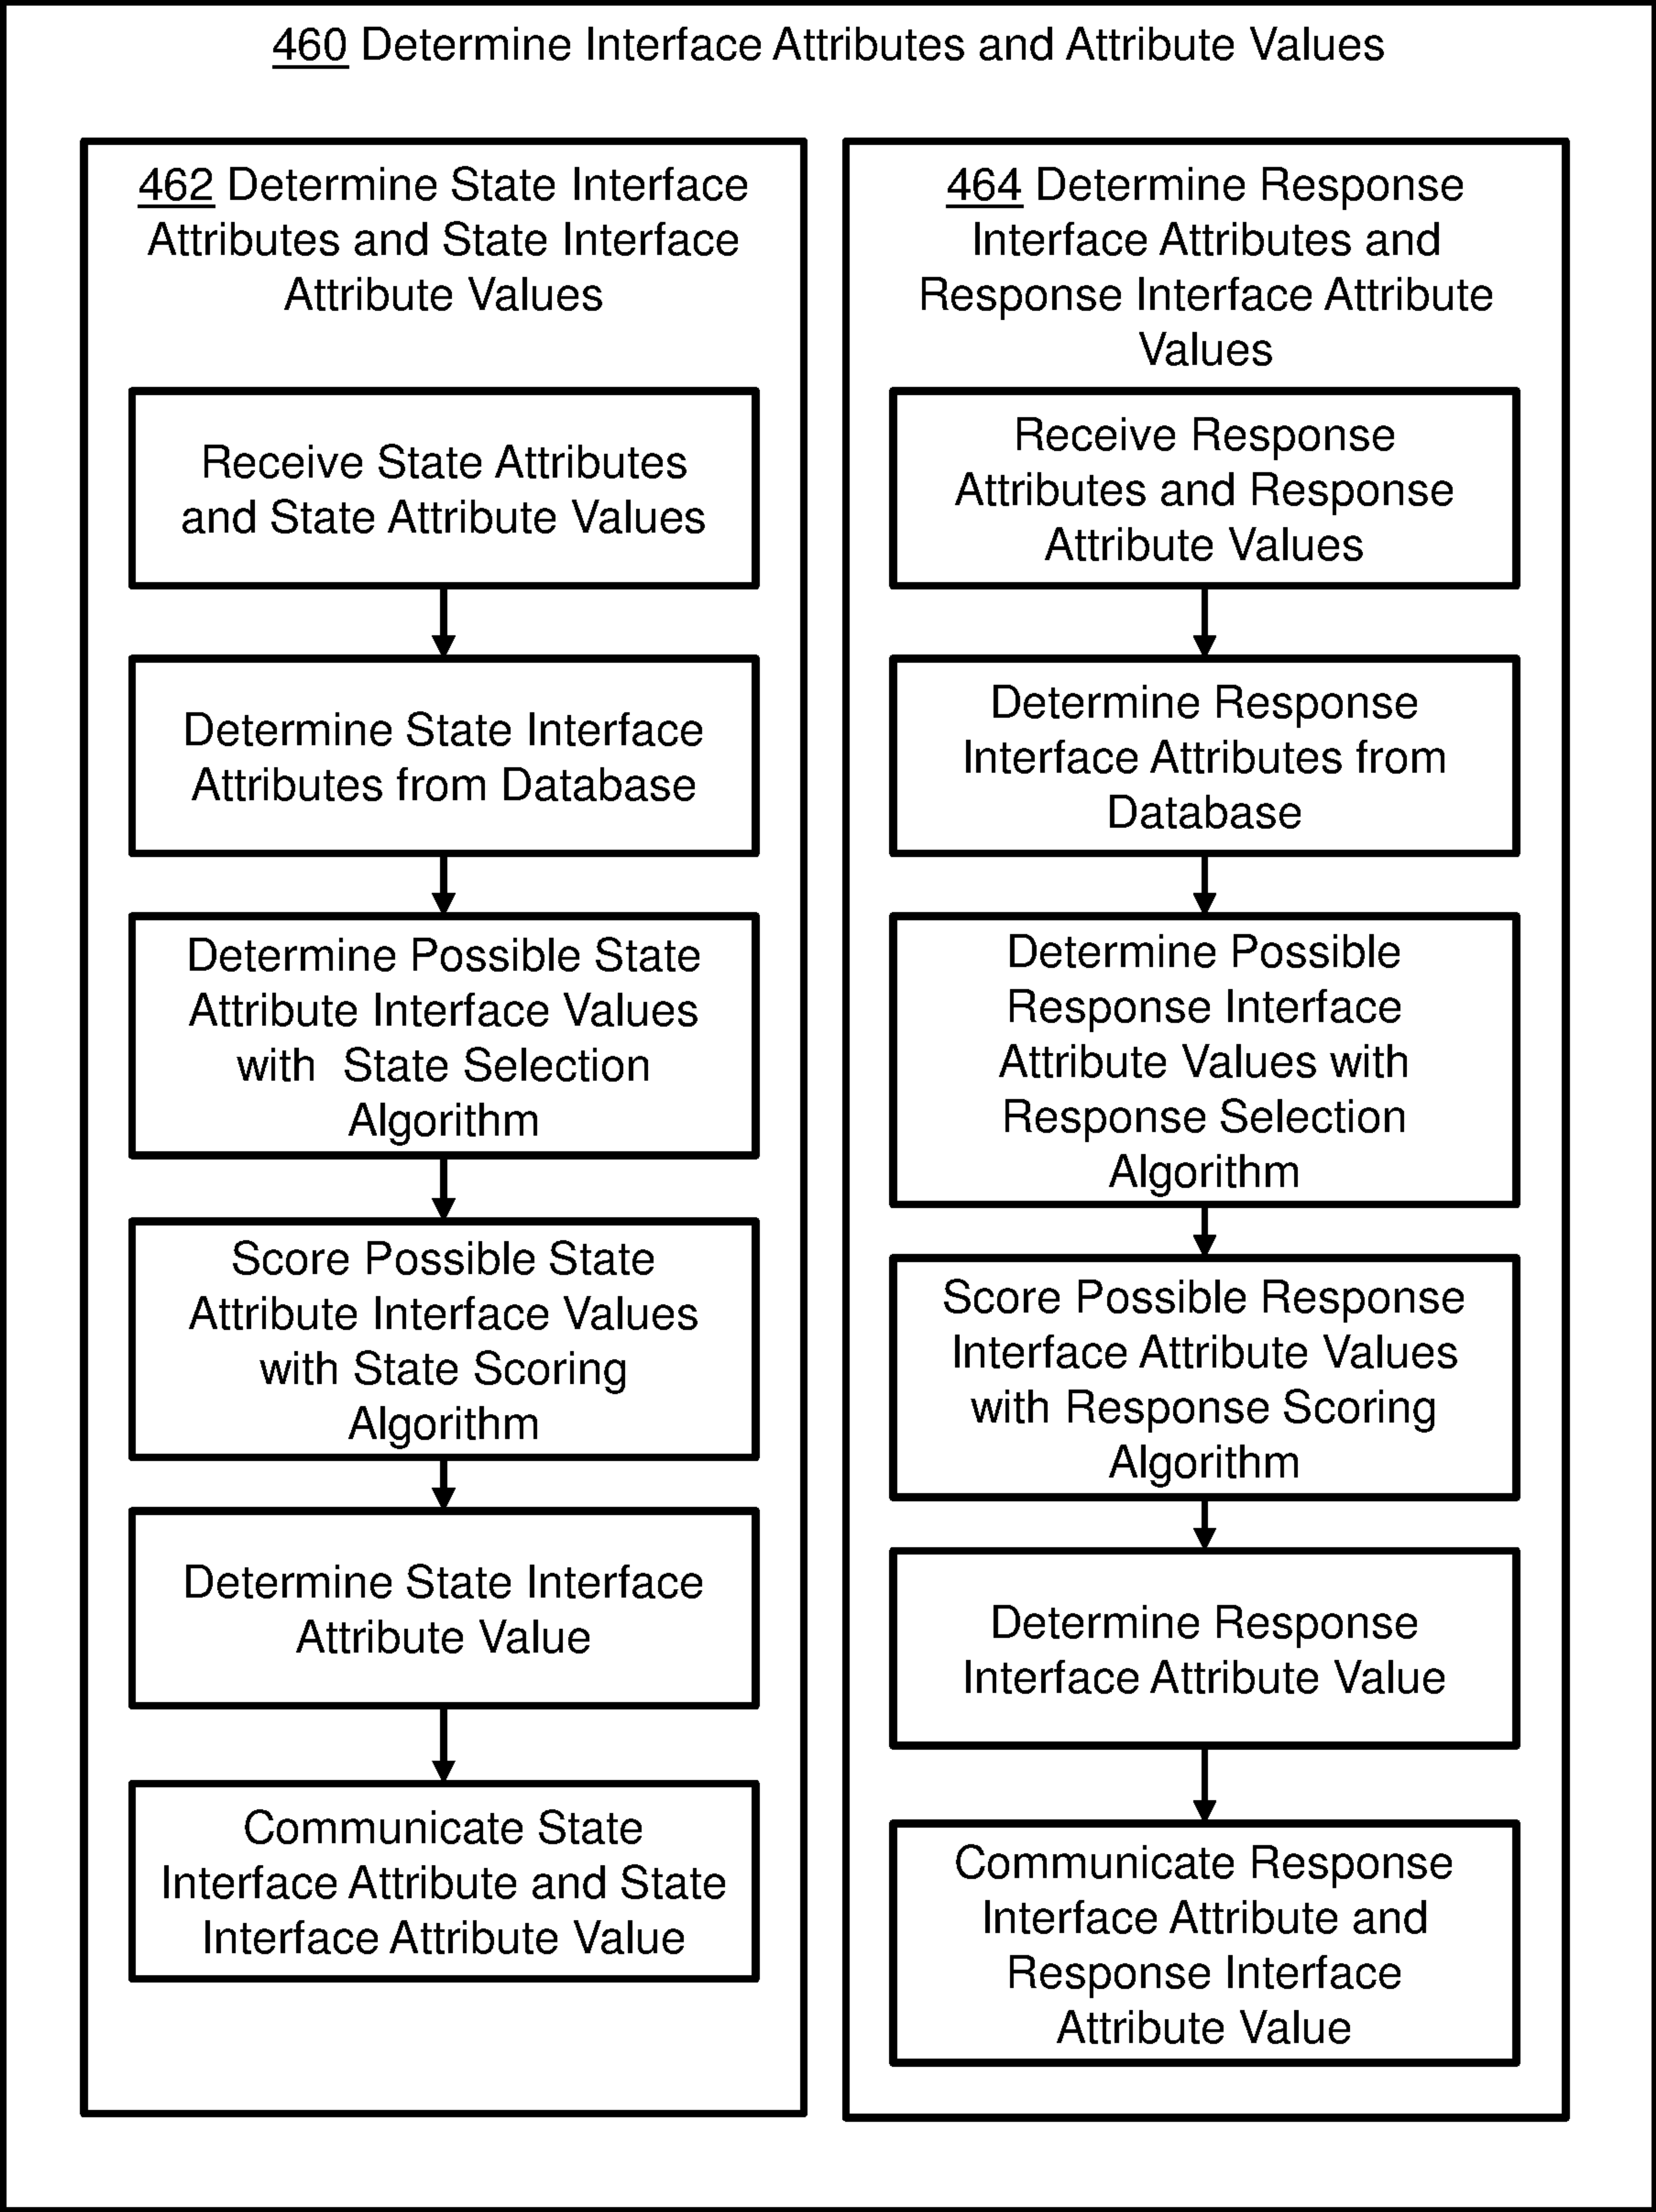 460 Determine Interface Attributes and Attribute Values
462 Determine State Interface
Attributes and State Interface
Attribute Values
Receive State Attributes
and State Attribute Values
Determine State Interface
Attributes from Database
Determine Possible State
Attribute Interface Values
with State Selection
Algorithm
Score Possible State
Attribute Interface Values
with State Scoring
Algorithm
Determine State Interface
Attribute Value
Communicate State
Interface Attribute and State
Interface Attribute Value
464 Determine Response
Interface Attributes and
Response Interface Attribute
Values
Receive Response
Attributes and Response
Attribute Values
Determine Response
Interface Attributes from
Database
Determine Possible
Response Interface
Attribute Values with
Response Selection
Algorithm
Score Possible Response
Interface Attribute Values
with Response Scoring
Algorithm
Determine Response
Interface Attribute Value
Communicate Response
Interface Attribute and
Response Interface
Attribute Value